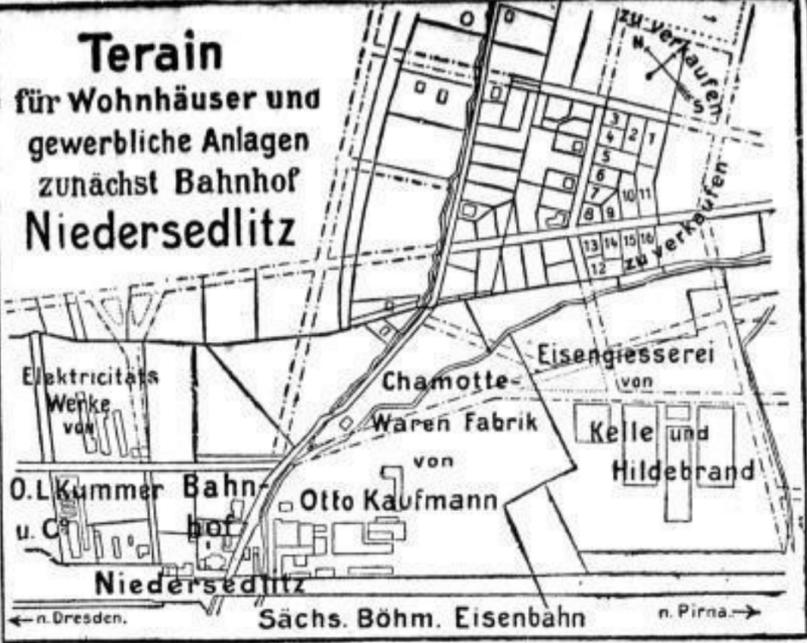 Terain
für Wohnhäuser und
gewerbliche Anlagen
zunächst Bahnhof
Niedersedlitz
zu verkaufen
N
S
3
4
2
1
5
6
7
10
11
8
9
13
14
15
16
12
zu verkaufen
Elektricitäts
Werke
von
O.L. Kummer
u. Co
Bahn-
hof
Niedersedlitz
Chamotte-
Waren Fabrik
von
Otto Kaufmann
Eisengiesserei
von
Kelle und
Hildebrand
n. Dresden.
Sächs. Böhm. Eisenbahn
n. Pirna.